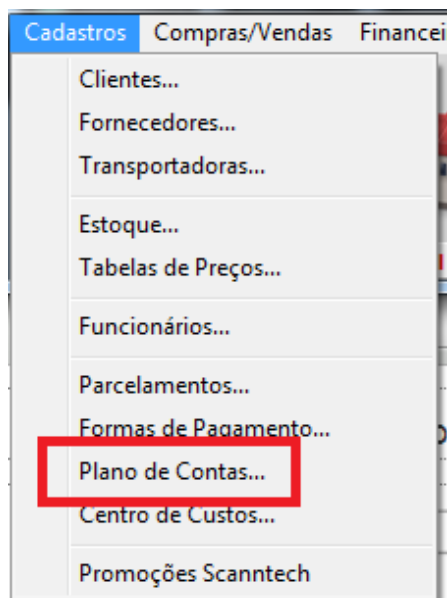 Cadastros Compras/Vendas Financei
Clientes...
Fornecedores...
Transportadoras...
Estoque...
Tabelas de Preços...
Funcionários...
Parcelamentos...
Formas de Pagamento...
Plano de Contas...
Centro de Custos...
Promoções Scanntech